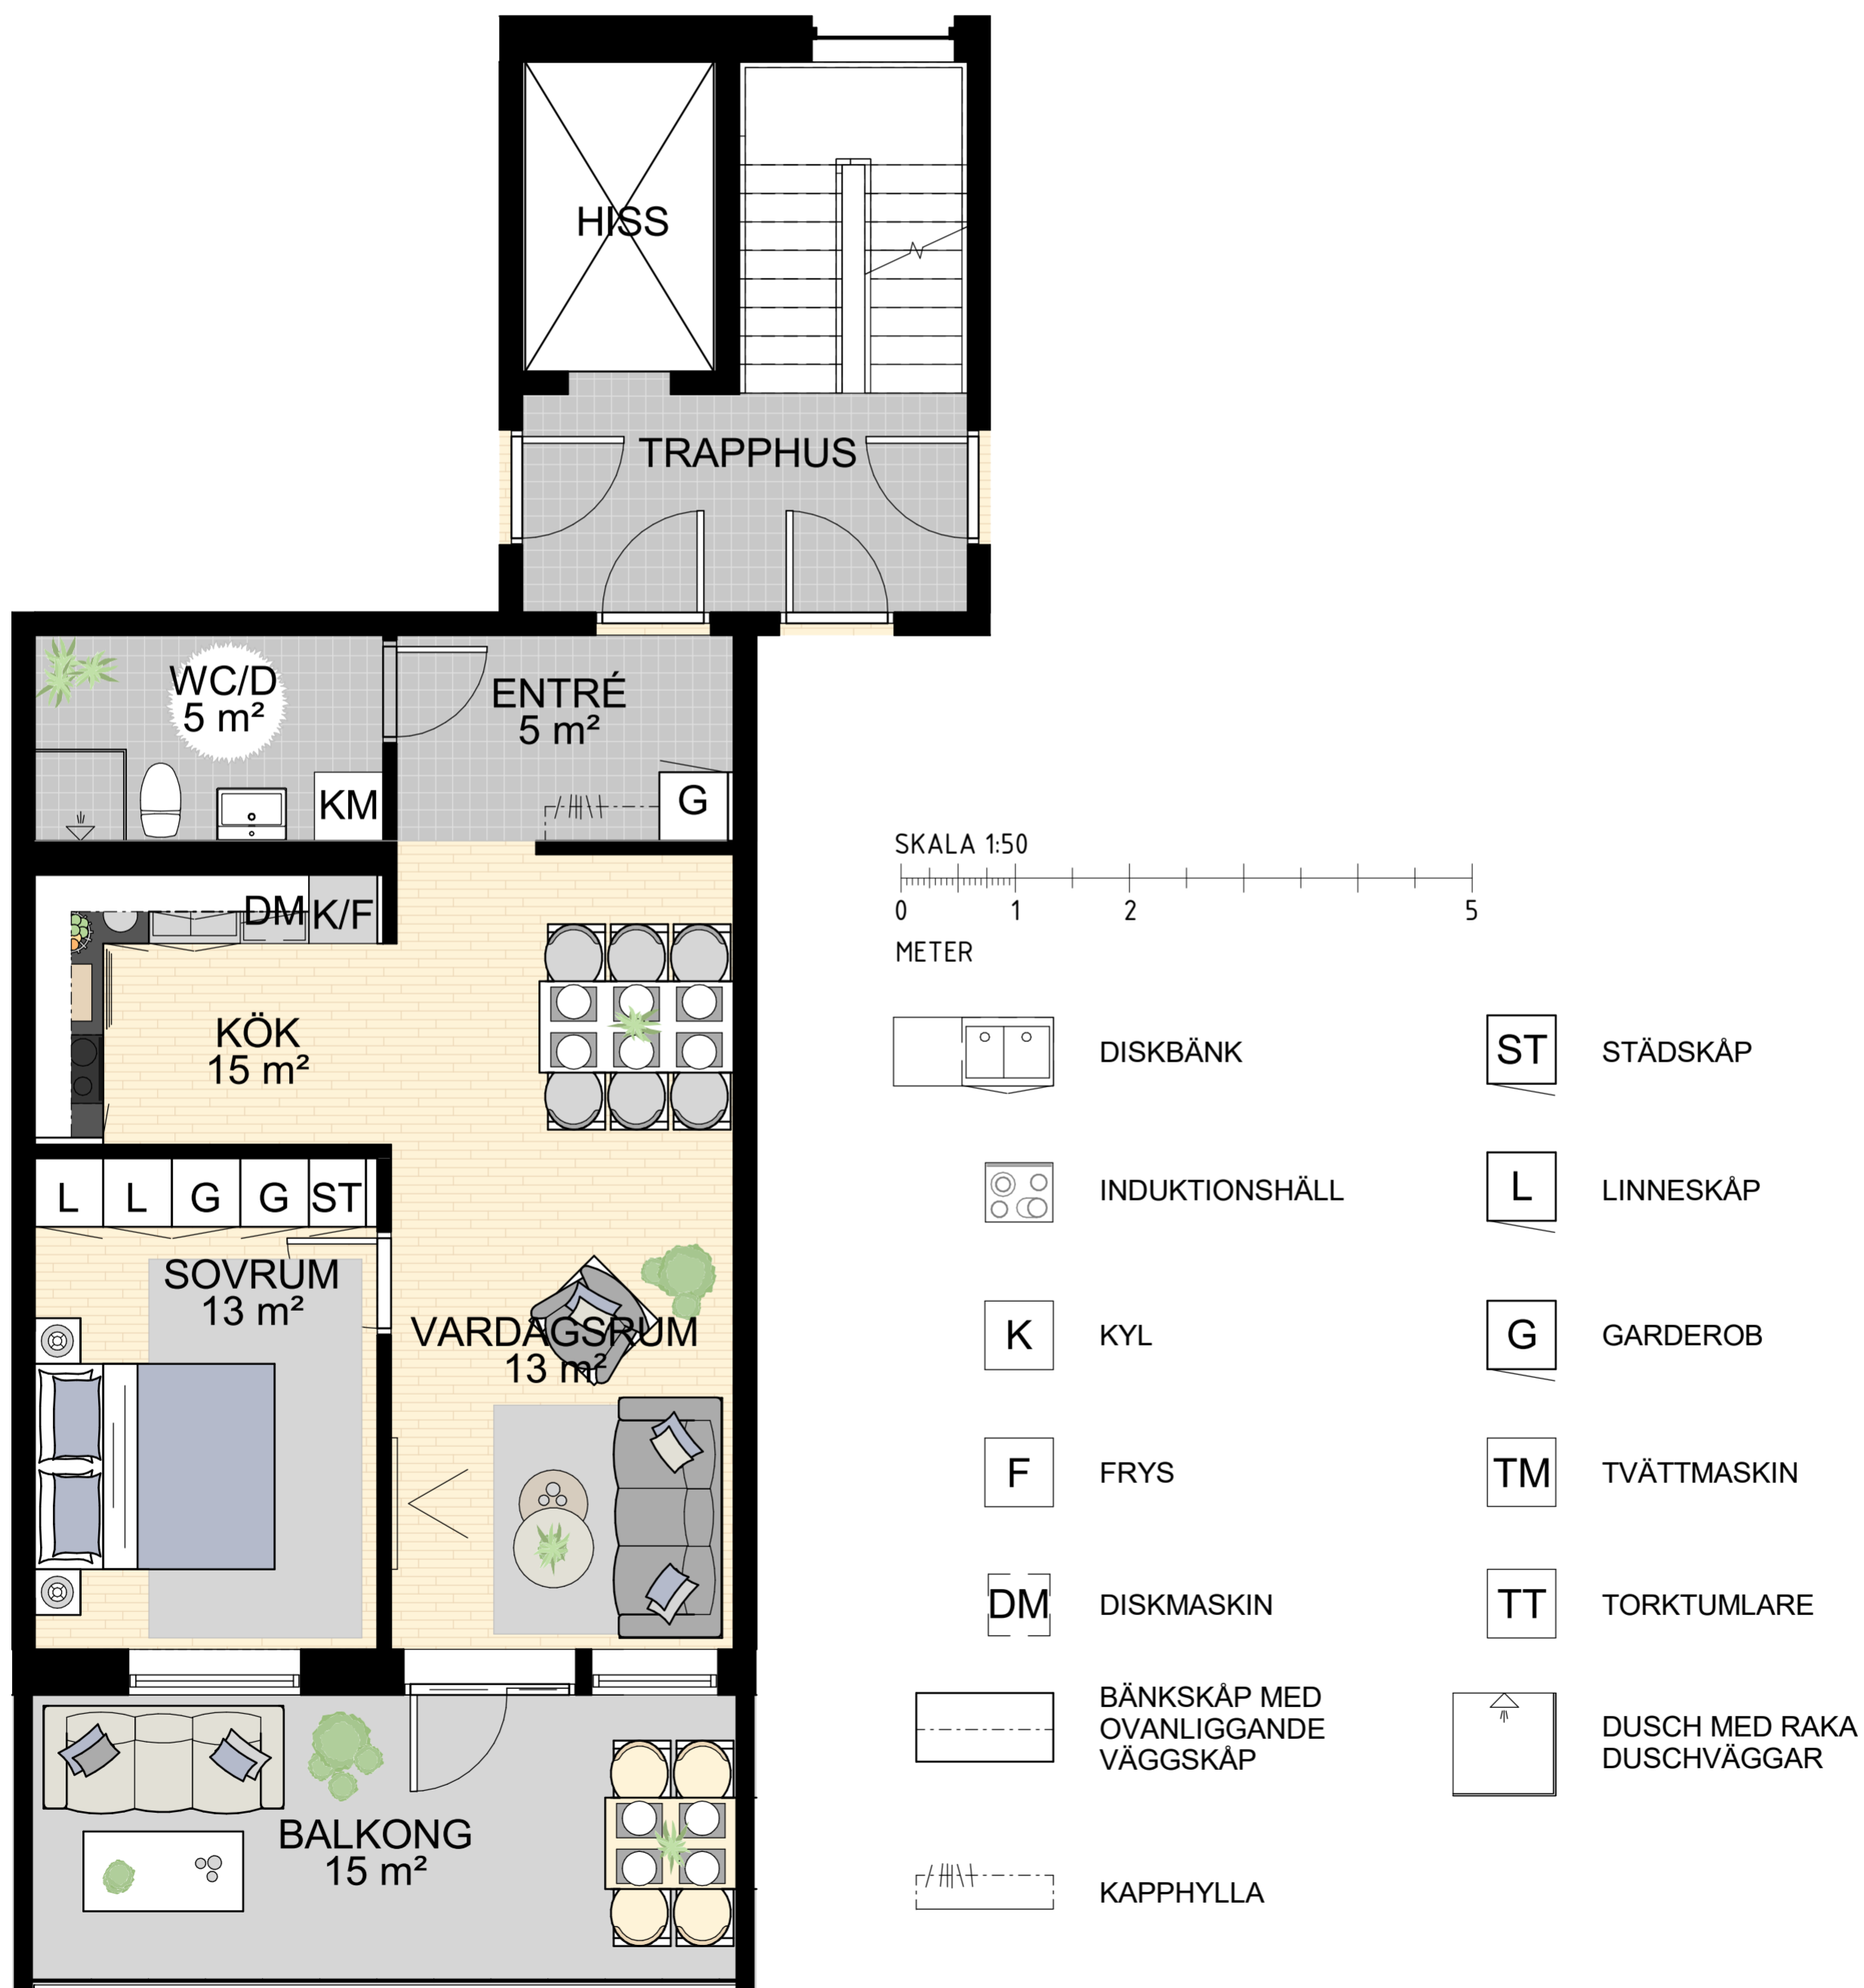 HISS
TRAPPHUS
WC/D
5 m²
ENTRÉ
5 m²
KM
G
DM
K/F
KÖK
15 m²
L
L
G
G
ST
SOVRUM
13 m²
VARDAGSRUM
13 m²
BALKONG
15 m²
SKALA 1:50
0 1 2 5
METER
DISKBÄNK
ST STÄDSKÅP
INDUKTIONSHÄLL
L LINNESKÅP
K KYL
G GARDEROB
F FRYS
TM TVÄTTMASKIN
DM DISKMASKIN
TT TORKTUMLARE
BÄNKSKÅP MED
OVANLIGGANDE
VÄGGSKÅP
DUSCH MED RAKA
DUSCHVÄGGAR
KAPPHYLLA